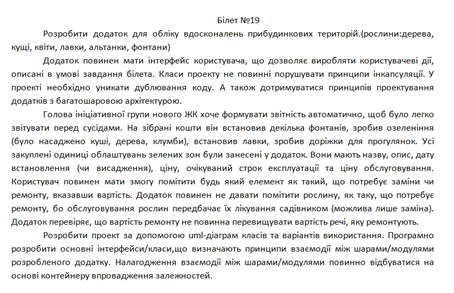 Білет №19
Розробити додаток для обліку вдосконалень прибудинкових територій.(рослини:дерева,
кущі, квіти, лавки, альтанки, фонтани)
Додаток повинен мати інтерфейс користувача, що дозволяє виробляти користувачеві дії,
описані в умові завдання білета. Класи проекту не повинні порушувати принципи інкапсуляції. У
проекті необхідно уникати дублювання коду. А також дотримуватися принципів проектування
додатків з багатошаровою архітектурою.
Голова ініціативної групи нового ЖК хоче формувати звітність автоматично, щоб було легко
звітувати перед сусідами. На зібрані кошти він встановив декілька фонтанів, зробив озеленіння
(було насаджено куші, дерева, клумби), встановив лавки, зробив доріжки для прогулянок. Усі
закуплені одиниці облаштувань зелених зон були занесені у додаток. Вони мають назву, опис, дату
встановлення (чи висадження), ціну, очікуваний строк експлуатації та ціну обслуговування.
Користувач повинен мати змогу помітити будь який елемент як такий, що потребує заміни чи
ремонту, вказавши вартість. Додаток повинен не давати помітити рослину, як таку, що потребує
ремонту, бо обслуговування рослин передбачає їх лікування садівником (можлива лише заміна).
Додаток перевіряє, що вартість ремонту не повинна перевищувати вартість речі, яку ремонтують.
Розробити проект за допомогою uml-діаграм класів та варіантів використання. Програмно
розробити основні інтерфейси/класи,що визначають принципи взаємодії між шарами/модулями
розробленого додатку. Налагодження взаємодії між шарами/модулями повинно відбуватися на
основі контейнеру впровадження залежностей.